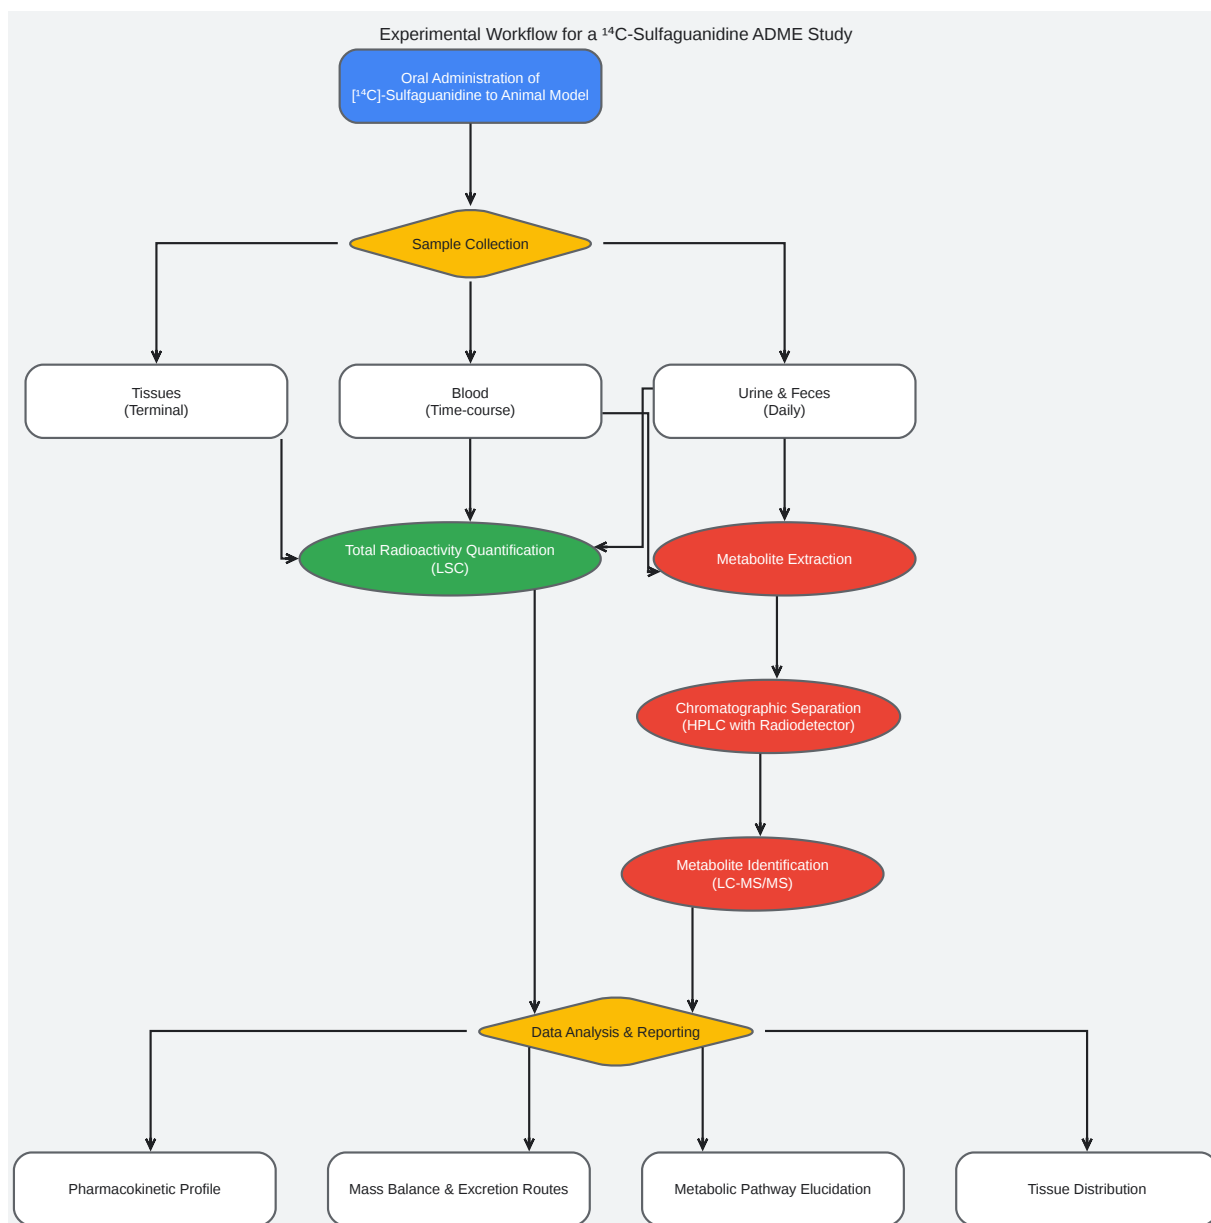 Experimental Workflow for a ¹⁴C-Sulfaguanidine ADME Study
Oral Administration of
[¹⁴C]-Sulfaguanidine to Animal Model
Sample Collection
Tissues
(Terminal)
Blood
(Time-course)
Urine & Feces
(Daily)
Total Radioactivity Quantification
(LSC)
Metabolite Extraction
Chromatographic Separation
(HPLC with Radiodetector)
Metabolite Identification
(LC-MS/MS)
Data Analysis & Reporting
Pharmacokinetic Profile
Mass Balance & Excretion Routes
Metabolic Pathway Elucidation
Tissue Distribution